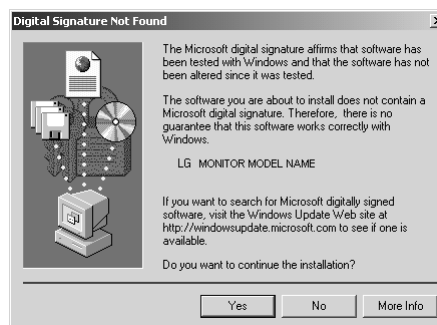 Digital Signature Not Found
The Microsoft digital signature affirms that software has
been tested with Windows and that the software has not
been altered since it was tested.
The software you are about to install does not contain a
Microsoft digital signature. Therefore, there is no
guarantee that this software works correctly with
Windows.
LG MONITOR MODEL NAME
If you want to search for Microsoft digitally signed
software, visit the Windows Update Web site at
http://windowsupdate.microsoft.com to see if one is
available.
Do you want to continue the installation?
Yes No More Info